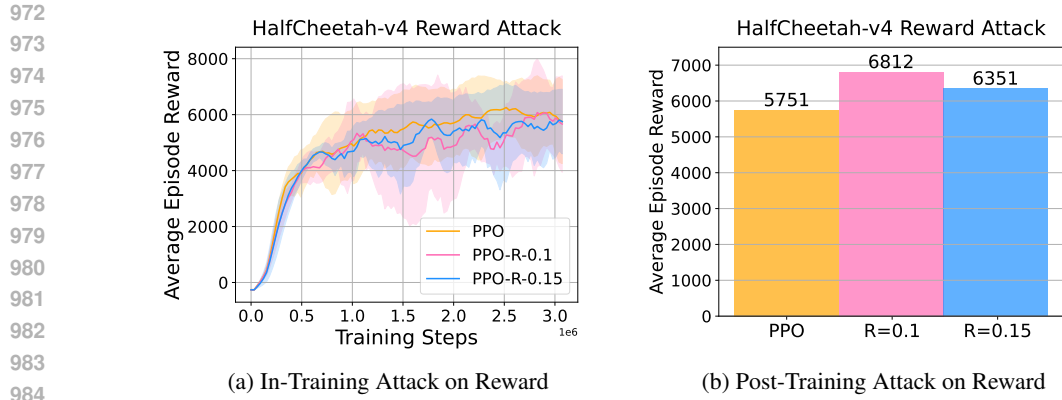 972
973
974
975
976
977
978
979
980
981
982
983
984
HalfCheetah-v4 Reward Attack
Average Episode Reward
8000
6000
4000
2000
0
PPO
PPO-R-0.1
PPO-R-0.15
0.0 0.5 1.0 1.5 2.0 2.5 3.0
1e6
Training Steps
(a) In-Training Attack on Reward
HalfCheetah-v4 Reward Attack
Average Episode Reward
7000
6000
5000
4000
3000
2000
1000
0
5751
6812
6351
PPO R=0.1 R=0.15
(b) Post-Training Attack on Reward